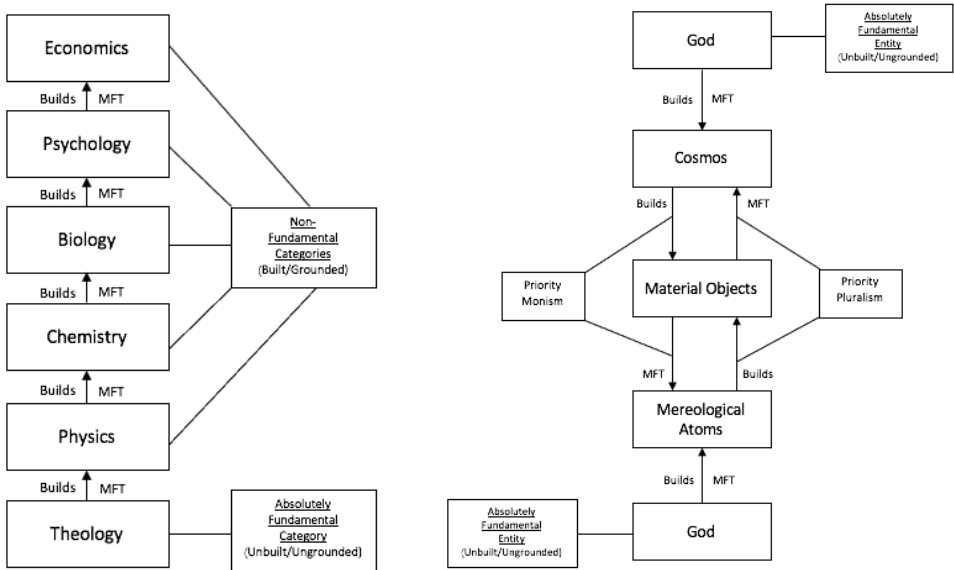 Economics
Builds MFT
Psychology
Builds MFT
Biology
Builds MFT
Chemistry
Builds MFT
Physics
Builds MFT
Theology
Non-
Fundamental
Categories
(Built/Grounded)
Absolutely
Fundamental
Category
(Unbuilt/Ungrounded)
God
Absolutely
Fundamental
Entity
(Unbuilt/Ungrounded)
Builds MFT
Cosmos
Builds MFT
Priority
Monism
Material Objects
Priority
Pluralism
MFT Builds
Mereological
Atoms
Builds MFT
Absolutely
Fundamental
Entity
(Unbuilt/Ungrounded)
God